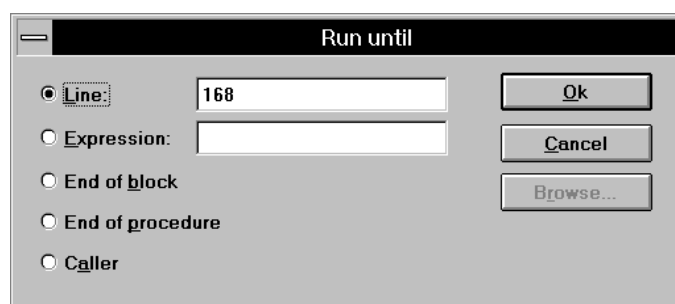 Run until
Line: 168
Expression:
End of block
End of procedure
Caller
Ok
Cancel
Browse...